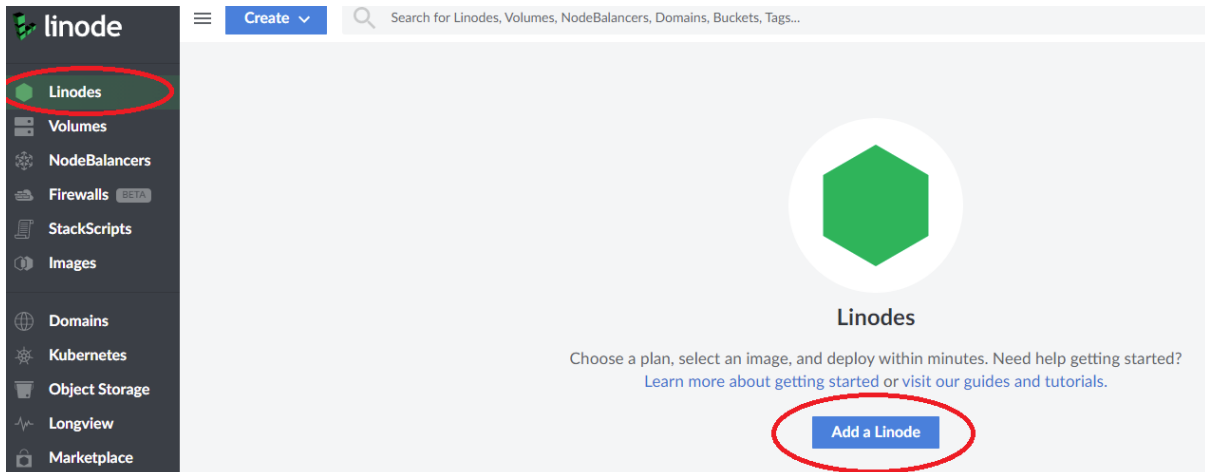 linode
Create
Search for Linodes, Volumes, NodeBalancers, Domains, Buckets, Tags...
Linodes
Volumes
NodeBalancers
Firewalls BETA
StackScripts
Images
Domains
Kubernetes
Object Storage
Longview
Marketplace
Linodes
Choose a plan, select an image, and deploy within minutes. Need help getting started?
Learn more about getting started or visit our guides and tutorials.
Add a Linode